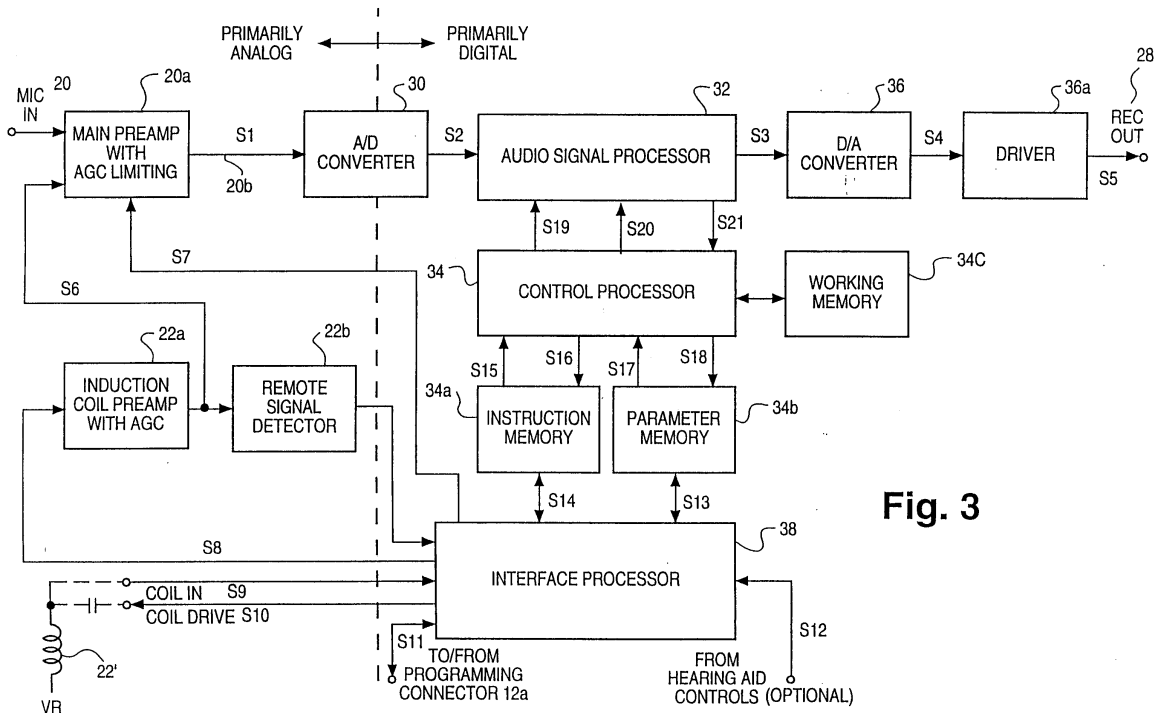 PRIMARILY
ANALOG
PRIMARILY
DIGITAL
MIC
IN
20
20a
MAIN PREAMP
WITH
AGC LIMITING
S1
20b
30
A/D
CONVERTER
S2
32
AUDIO SIGNAL PROCESSOR
S3
36
D/A
CONVERTER
S4
36a
DRIVER
28
REC
OUT
S5
S19
S20
S21
S7
S6
34
CONTROL PROCESSOR
34C
WORKING
MEMORY
22a
INDUCTION
COIL PREAMP
WITH AGC
22b
REMOTE
SIGNAL
DETECTOR
S15
S16
S17
S18
34a
INSTRUCTION
MEMORY
PARAMETER
MEMORY
34b
S14
S13
Fig. 3
38
INTERFACE PROCESSOR
S8
COIL IN
S9
COIL DRIVE
S10
22'
VR
S11
TO/FROM
PROGRAMMING
CONNECTOR 12a
S12
FROM
HEARING AID
CONTROLS (OPTIONAL)